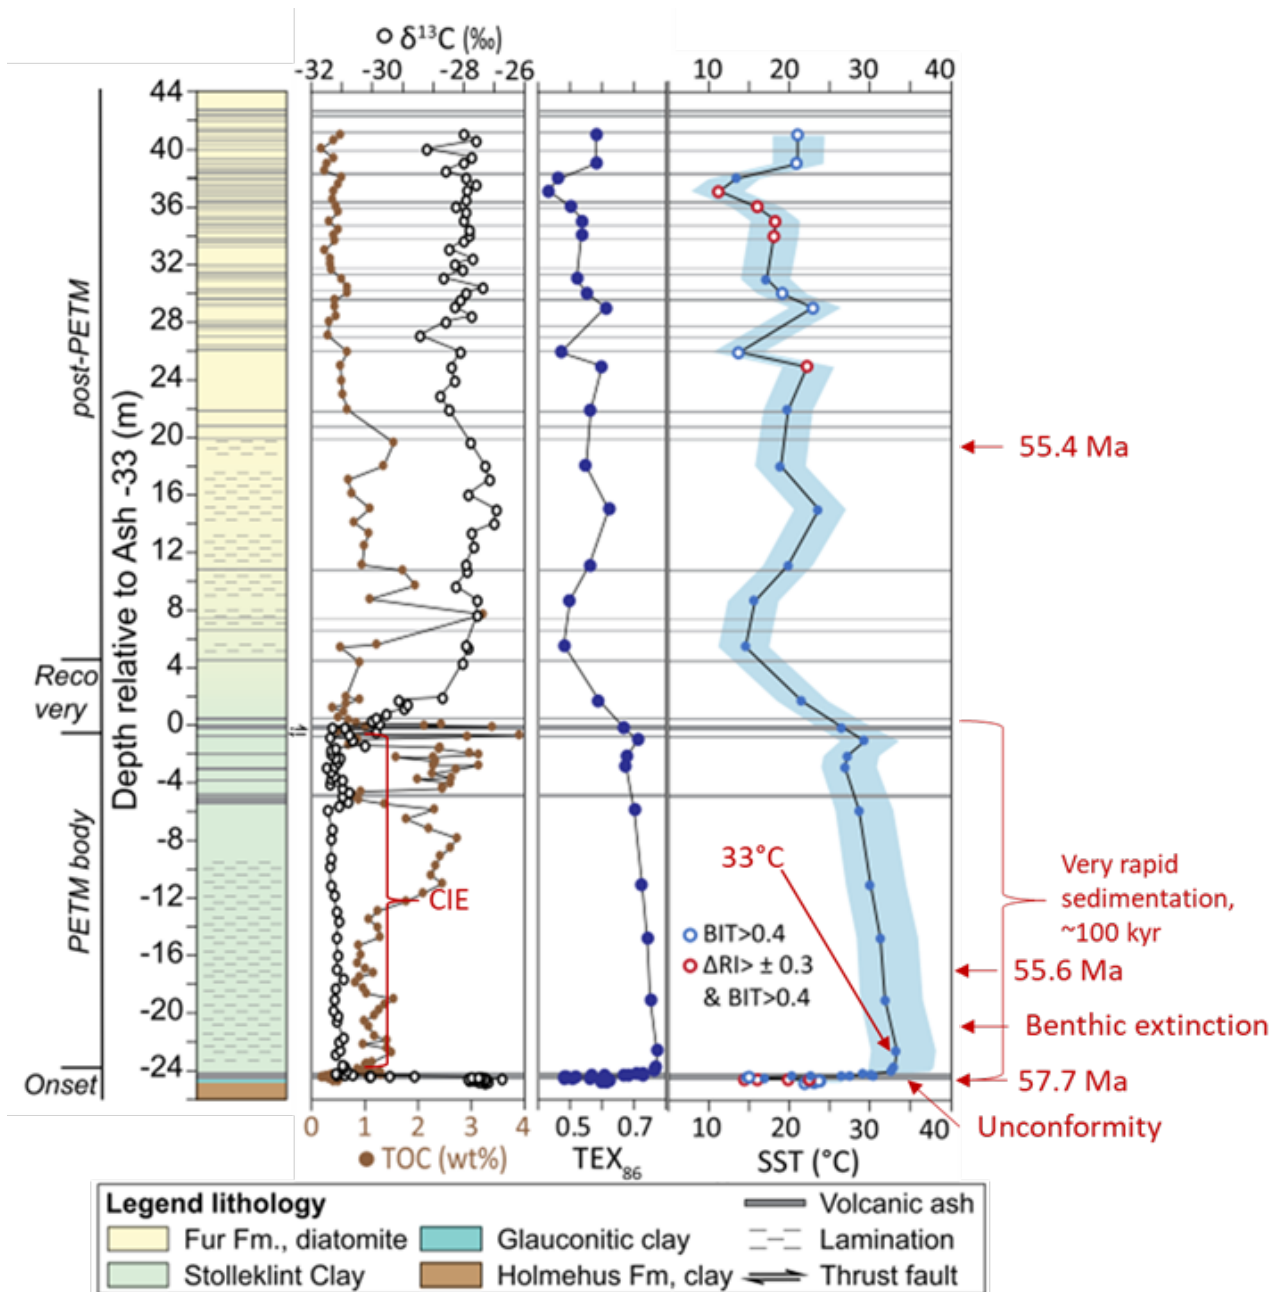 δ¹³C (‰)
-32 -30 -28 -26
10 20 30 40
44
40
36
32
28
24
20
16
12
8
4
0
-4
-8
-12
-16
-20
-24
Depth relative to Ash -33 (m)
post-PETM
Reco
very
PETM body
Onset
55.4 Ma
33°C
CIE
Very rapid
sedimentation,
~100 kyr
BIT>0.4
ΔRI> ± 0.3
& BIT>0.4
55.6 Ma
Benthic extinction
57.7 Ma
Unconformity
0 1 2 3 4
0.5 0.7
10 20 30 40
TOC (wt%)
TEX₈₆
SST (°C)
Legend lithology
Volcanic ash
Fur Fm., diatomite
Glauconitic clay
Lamination
Stolleklint Clay
Holmehus Fm, clay
Thrust fault